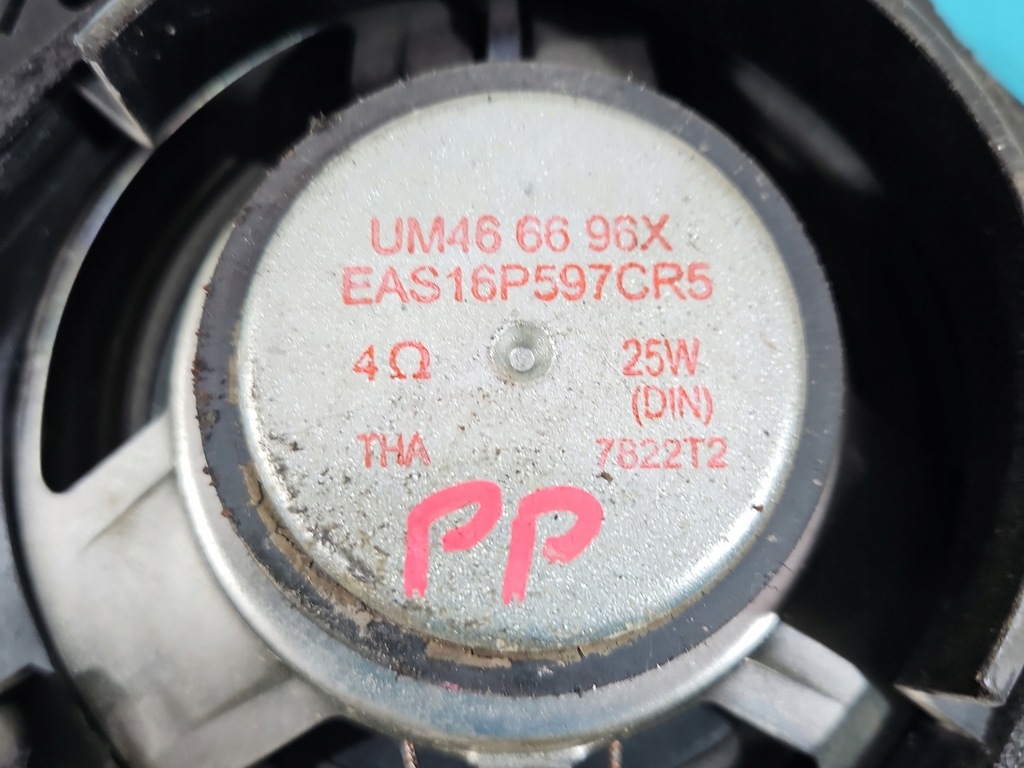 UM46 66 96X
EAS16P597CR5
4Ω 25W
(DIN)
THA 7822T2
PP